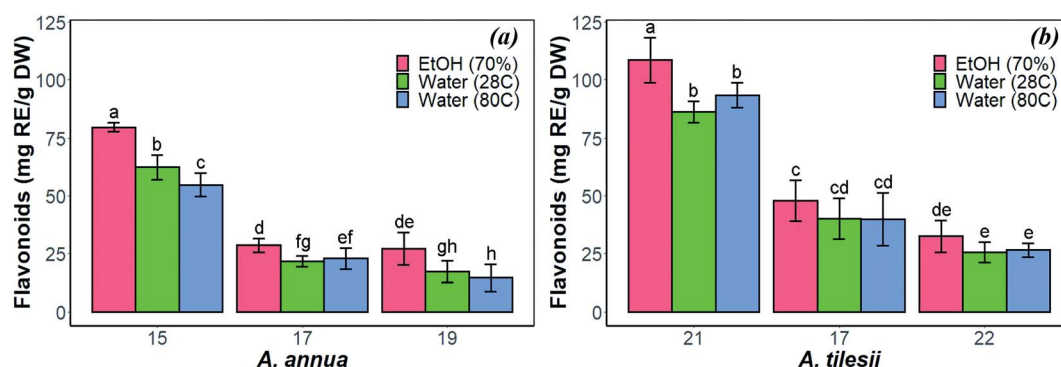 Flavonoids (mg RE/g DW)
125
100
75
50
25
0
(a)
EtOH (70%)
Water (28C)
Water (80C)
a
b
c
d
fg
ef
de
gh
h
15
17
19
A. annua
Flavonoids (mg RE/g DW)
125
100
75
50
25
0
(b)
EtOH (70%)
Water (28C)
Water (80C)
a
b
b
c
cd
cd
de
e
e
21
17
22
A. tilesii